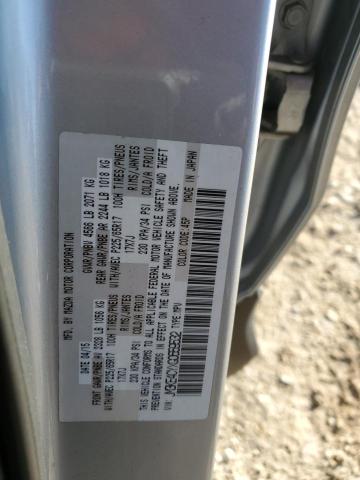 MFD. BY MAZDA MOTOR CORPORATION
DATE 04/15 GVWR/PNBV 4566 LB 2071 KG
FRONT GAWR/PNBE AV 2328 LB 1056 KG REAR GAWR/PNBE AR 2244 LB 1018 KG
WITH/AVEC P225/65R17 100H TIRES/PNEUS WITH/AVEC P225/65R17 100H TIRES/PNEUS
17X7J RIMS/JANTES 17X7J RIMS/JANTES
230 KPA/34 PSI COLD/A FROID 230 KPA/34 PSI COLD/A FROID
THIS VEHICLE CONFORMS TO ALL APPLICABLE FEDERAL MOTOR VEHICLE SAFETY AND THEFT
PREVENTION STANDARDS IN EFFECT ON THE DATE OF MANUFACTURE SHOWN ABOVE.
TYPE: MPV
COLOR CODE: 45P MADE IN JAPAN